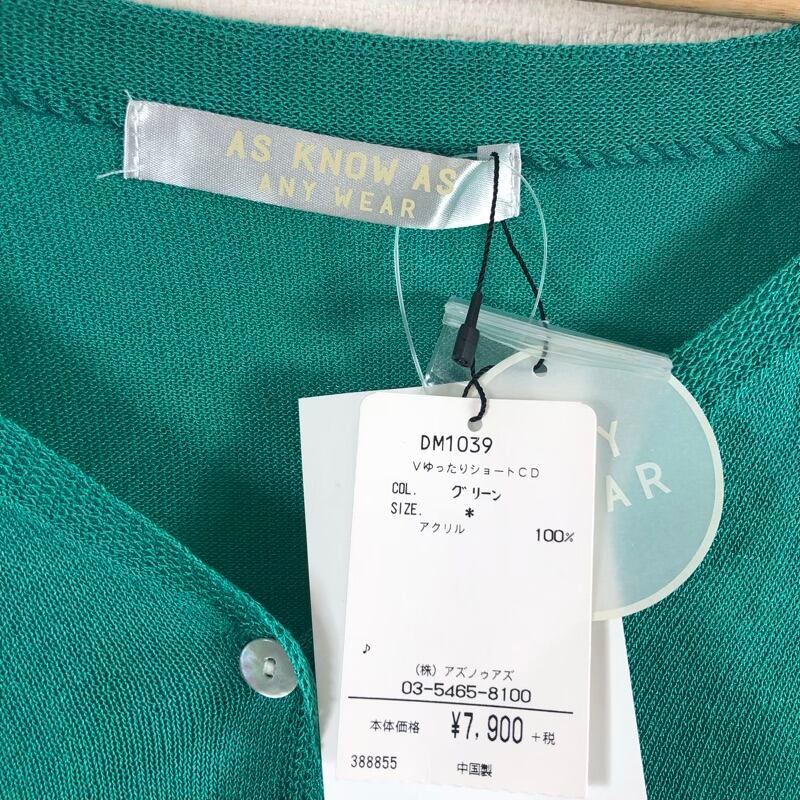 AS KNOW AS
ANY WEAR
DM1039
VゆったりショートCD
COL. グリーン
SIZE. *
アクリル 100%
♪
(株) アズノゥアズ
03-5465-8100
本体価格 ¥7,900 +税
388855 中国製